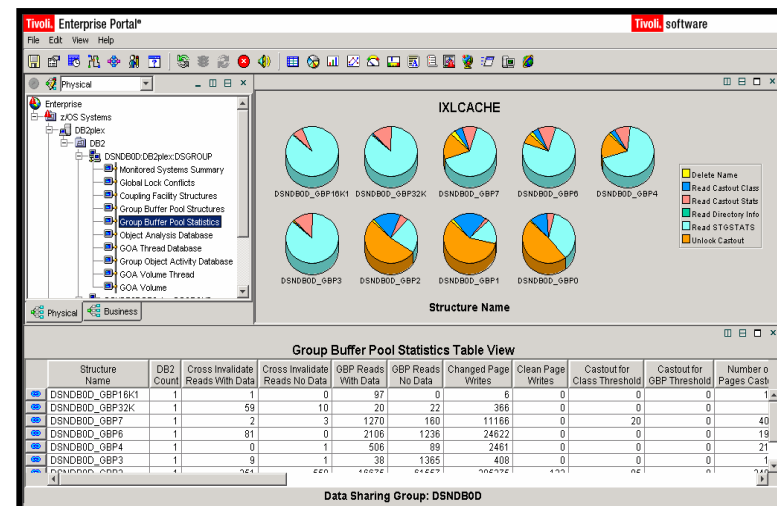 Tivoli. Enterprise Portal®
Tivoli. software
File Edit View Help
Physical
Enterprise
z/OS Systems
DB2plex
DB2
DSNDB0D:DB2plex:DSGROUP
Monitored Systems Summary
Global Lock Conflicts
Coupling Facility Structures
Group Buffer Pool Structures
Group Buffer Pool Statistics
Object Analysis Database
GOA Thread Database
Group Object Activity Database
GOA Volume Thread
GOA Volume
Physical Business
IXLCACHE
DSNDB0D_GBP16K1 DSNDB0D_GBP32K DSNDB0D_GBP7 DSNDB0D_GBP6 DSNDB0D_GBP4
DSNDB0D_GBP3 DSNDB0D_GBP2 DSNDB0D_GBP1 DSNDB0D_GBP0
Structure Name
Delete Name
Read Castout Class
Read Castout Stats
Read Directory Info
Read STGSTATS
Unlock Castout
Group Buffer Pool Statistics Table View
Structure DB2 Cross Invalidate Cross Invalidate GBP Reads GBP Reads Changed Page Clean Page Castout for Castout for Number o
Name Count Reads With Data Reads No Data With Data No Data Writes Writes Class Threshold GBP Threshold Pages Casto
DSNDB0D_GBP16K1 1 1 0 97 0 6 0 0 0 1
DSNDB0D_GBP32K 1 59 10 20 22 366 0 0 0
DSNDB0D_GBP7 1 2 3 1270 160 11166 0 20 0 40
DSNDB0D_GBP6 1 81 0 2106 1236 24622 0 0 0 19
DSNDB0D_GBP4 1 0 1 506 89 2461 0 0 0 21
DSNDB0D_GBP3 1 9 1 38 1365 408 0 0 0 1
Data Sharing Group: DSNDB0D